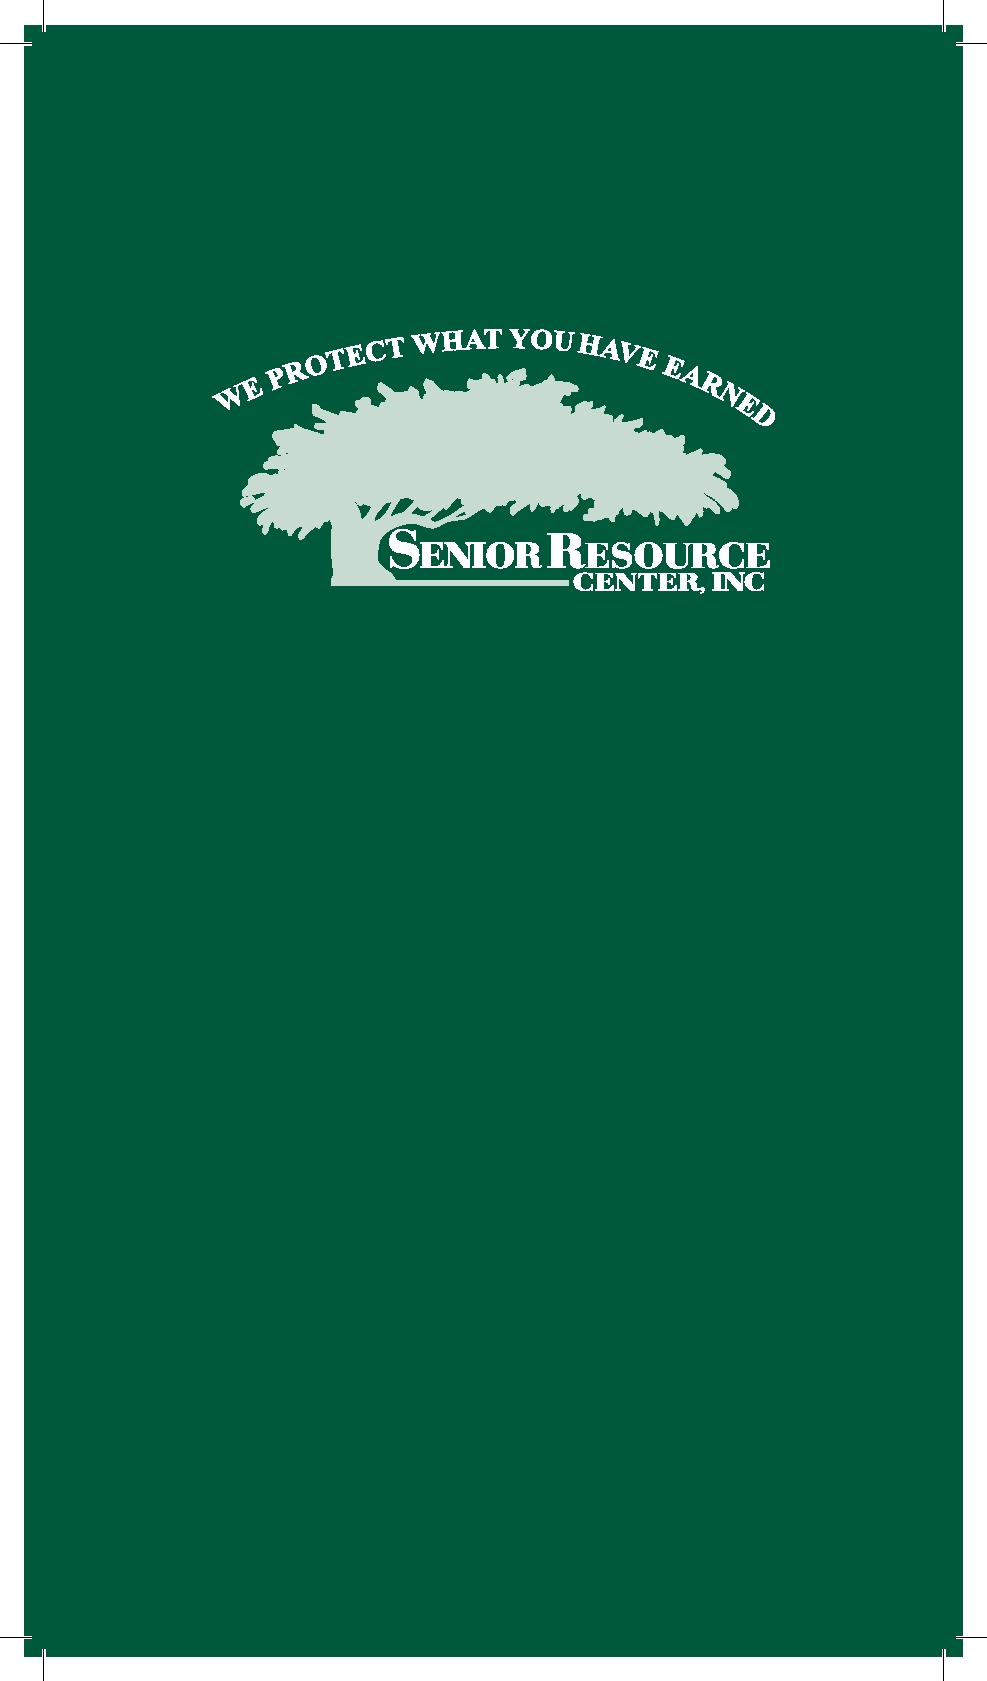 WE PROTECT WHAT YOU HAVE EARNED
SENIOR RESOURCE
CENTER, INC